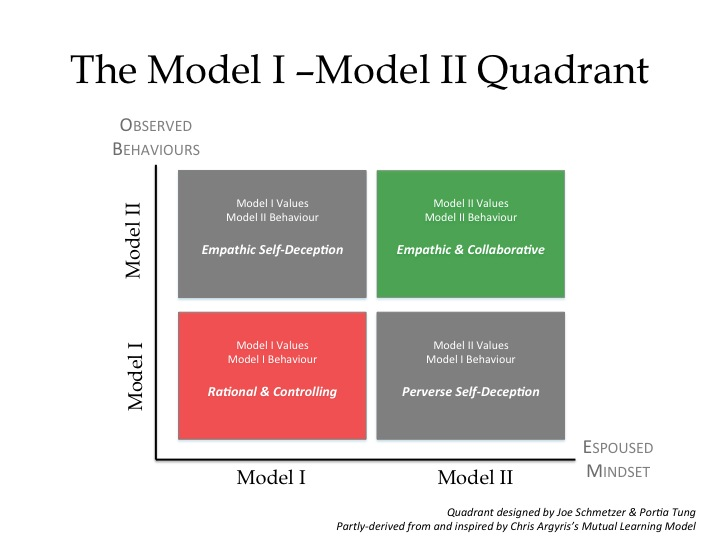 The Model I –Model II Quadrant
OBSERVED
BEHAVIOURS
Model II
Model I Values
Model II Behaviour
Empathic Self-Deception
Model II Values
Model II Behaviour
Empathic & Collaborative
Model I
Model I Values
Model I Behaviour
Rational & Controlling
Model II Values
Model I Behaviour
Perverse Self-Deception
ESPOUSED
MINDSET
Model I
Model II
Quadrant designed by Joe Schmetzer & Portia Tung
Partly-derived from and inspired by Chris Argyris's Mutual Learning Model